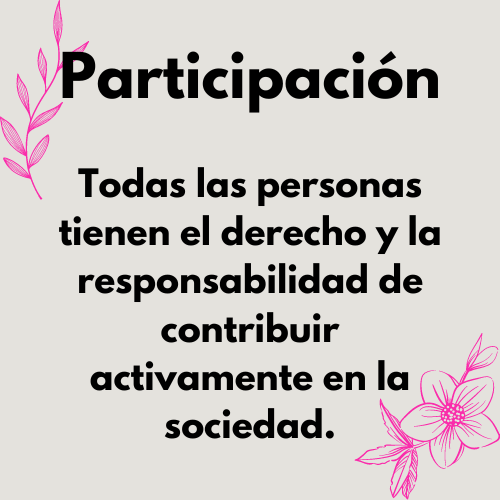 Participación
Todas las personas
tienen el derecho y la
responsabilidad de
contribuir
activamente en la
sociedad.